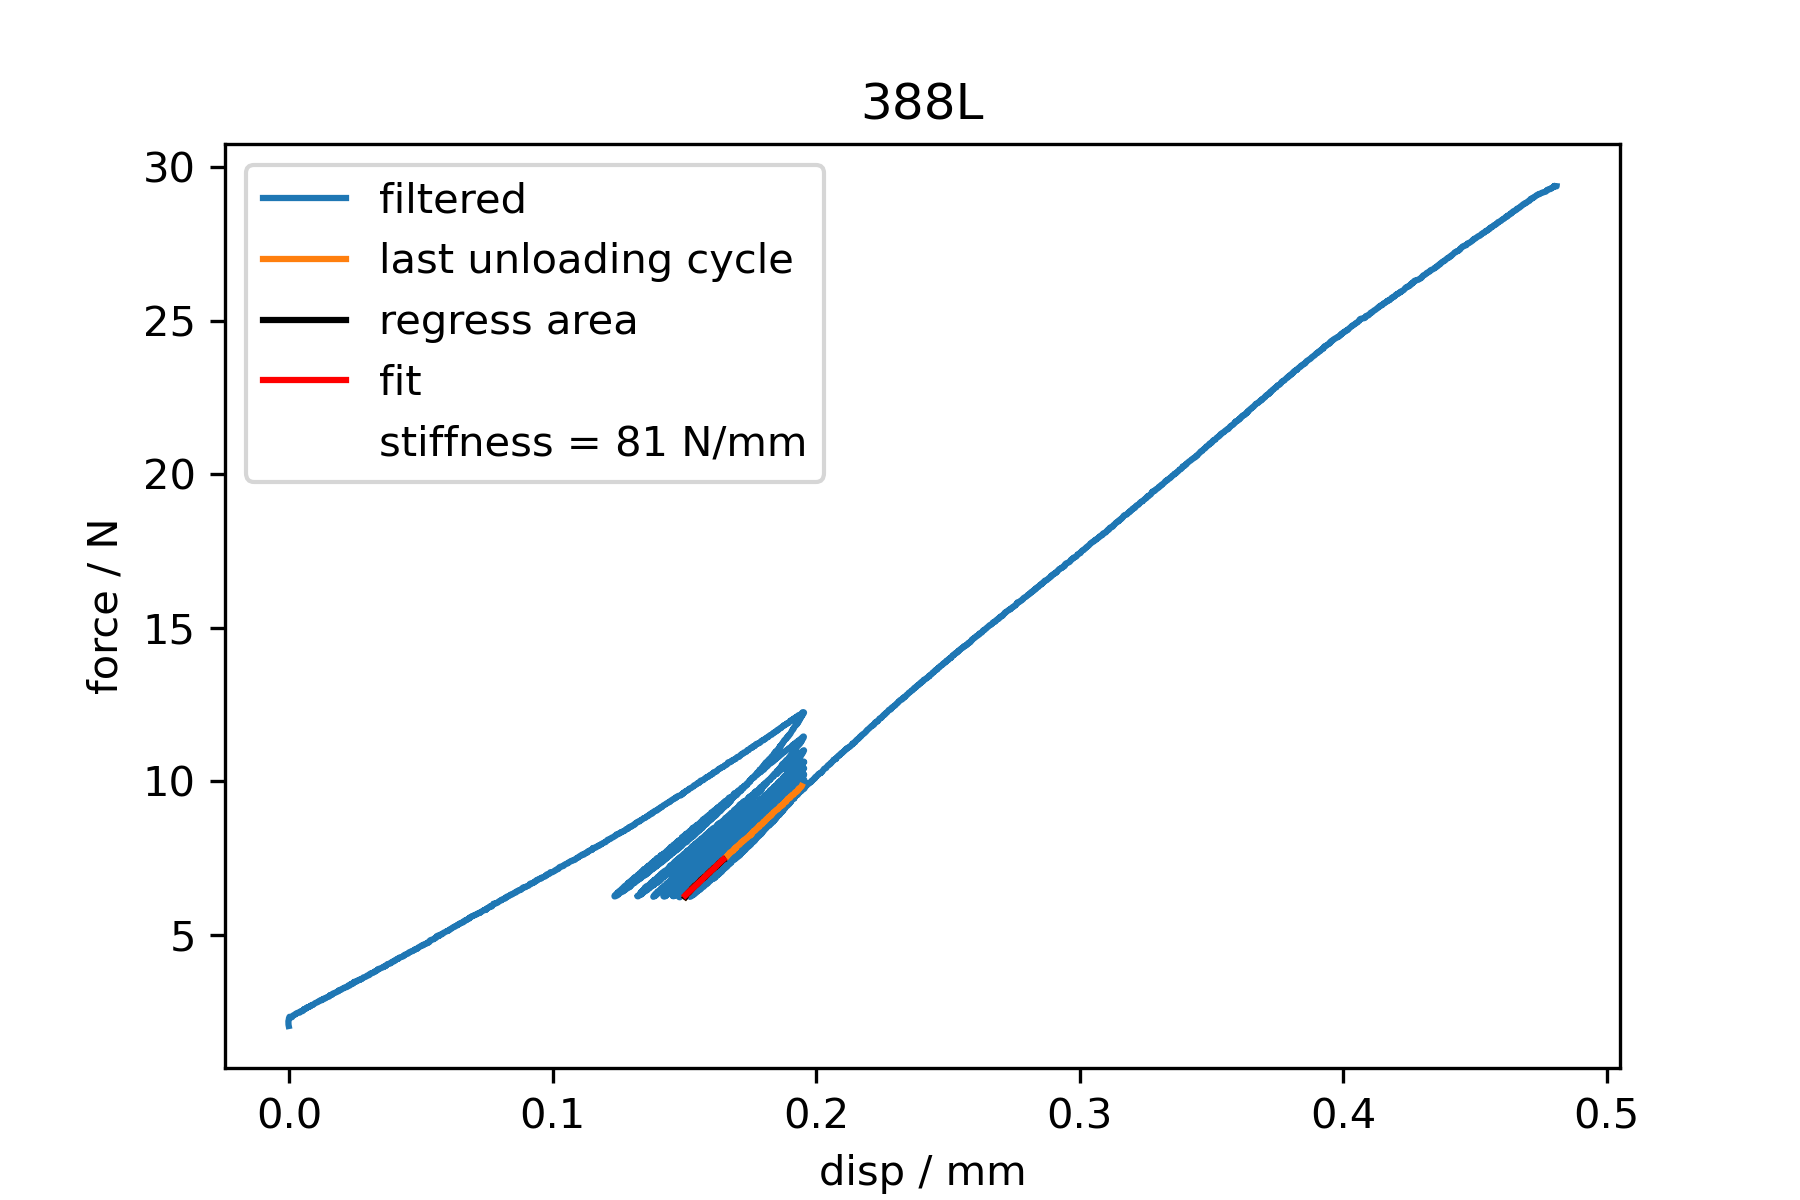 388L
30
25
20
15
10
5
force / N
filtered
last unloading cycle
regress area
fit
stiffness = 81 N/mm
0.0 0.1 0.2 0.3 0.4 0.5
disp / mm